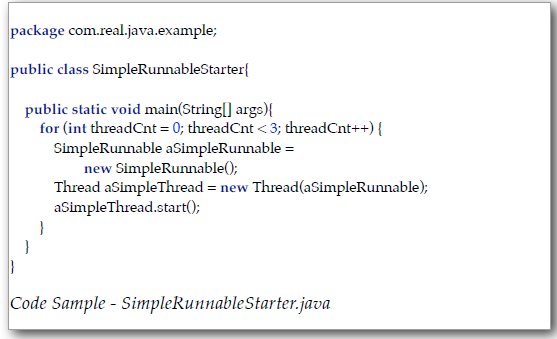 package com.real.java.example;
public class SimpleRunnableStarter{
public static void main(String[] args){
for (int threadCnt = 0; threadCnt < 3; threadCnt++) {
SimpleRunnable aSimpleRunnable =
new SimpleRunnable();
Thread aSimpleThread = new Thread(aSimpleRunnable);
aSimpleThread.start();
}
}
}
Code Sample - SimpleRunnableStarter.java